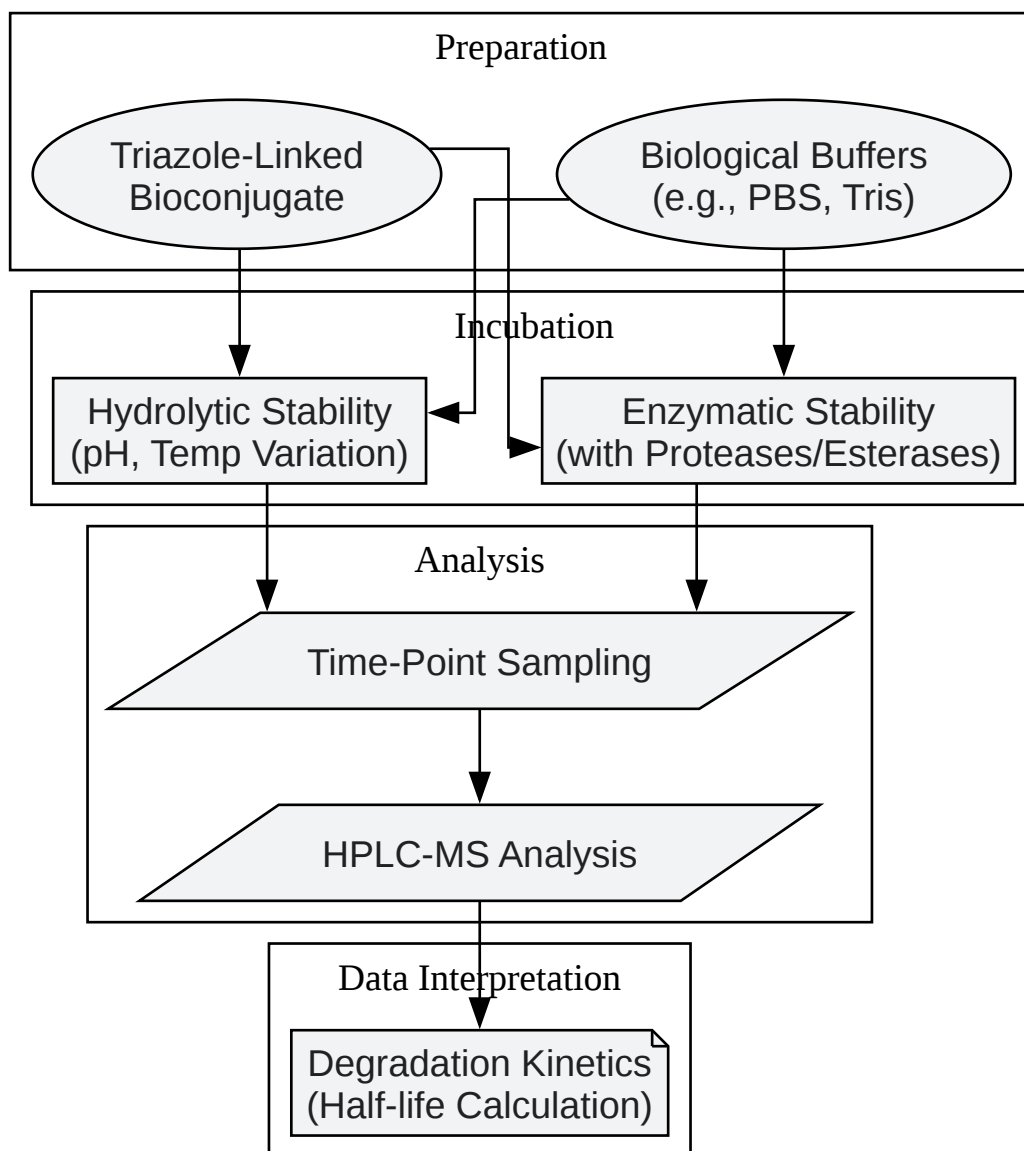 Preparation
Triazole-Linked
Bioconjugate
Biological Buffers
(e.g., PBS, Tris)
Incubation
Hydrolytic Stability
(pH, Temp Variation)
Enzymatic Stability
(with Proteases/Esterases)
Analysis
Time-Point Sampling
HPLC-MS Analysis
Data Interpretation
Degradation Kinetics
(Half-life Calculation)